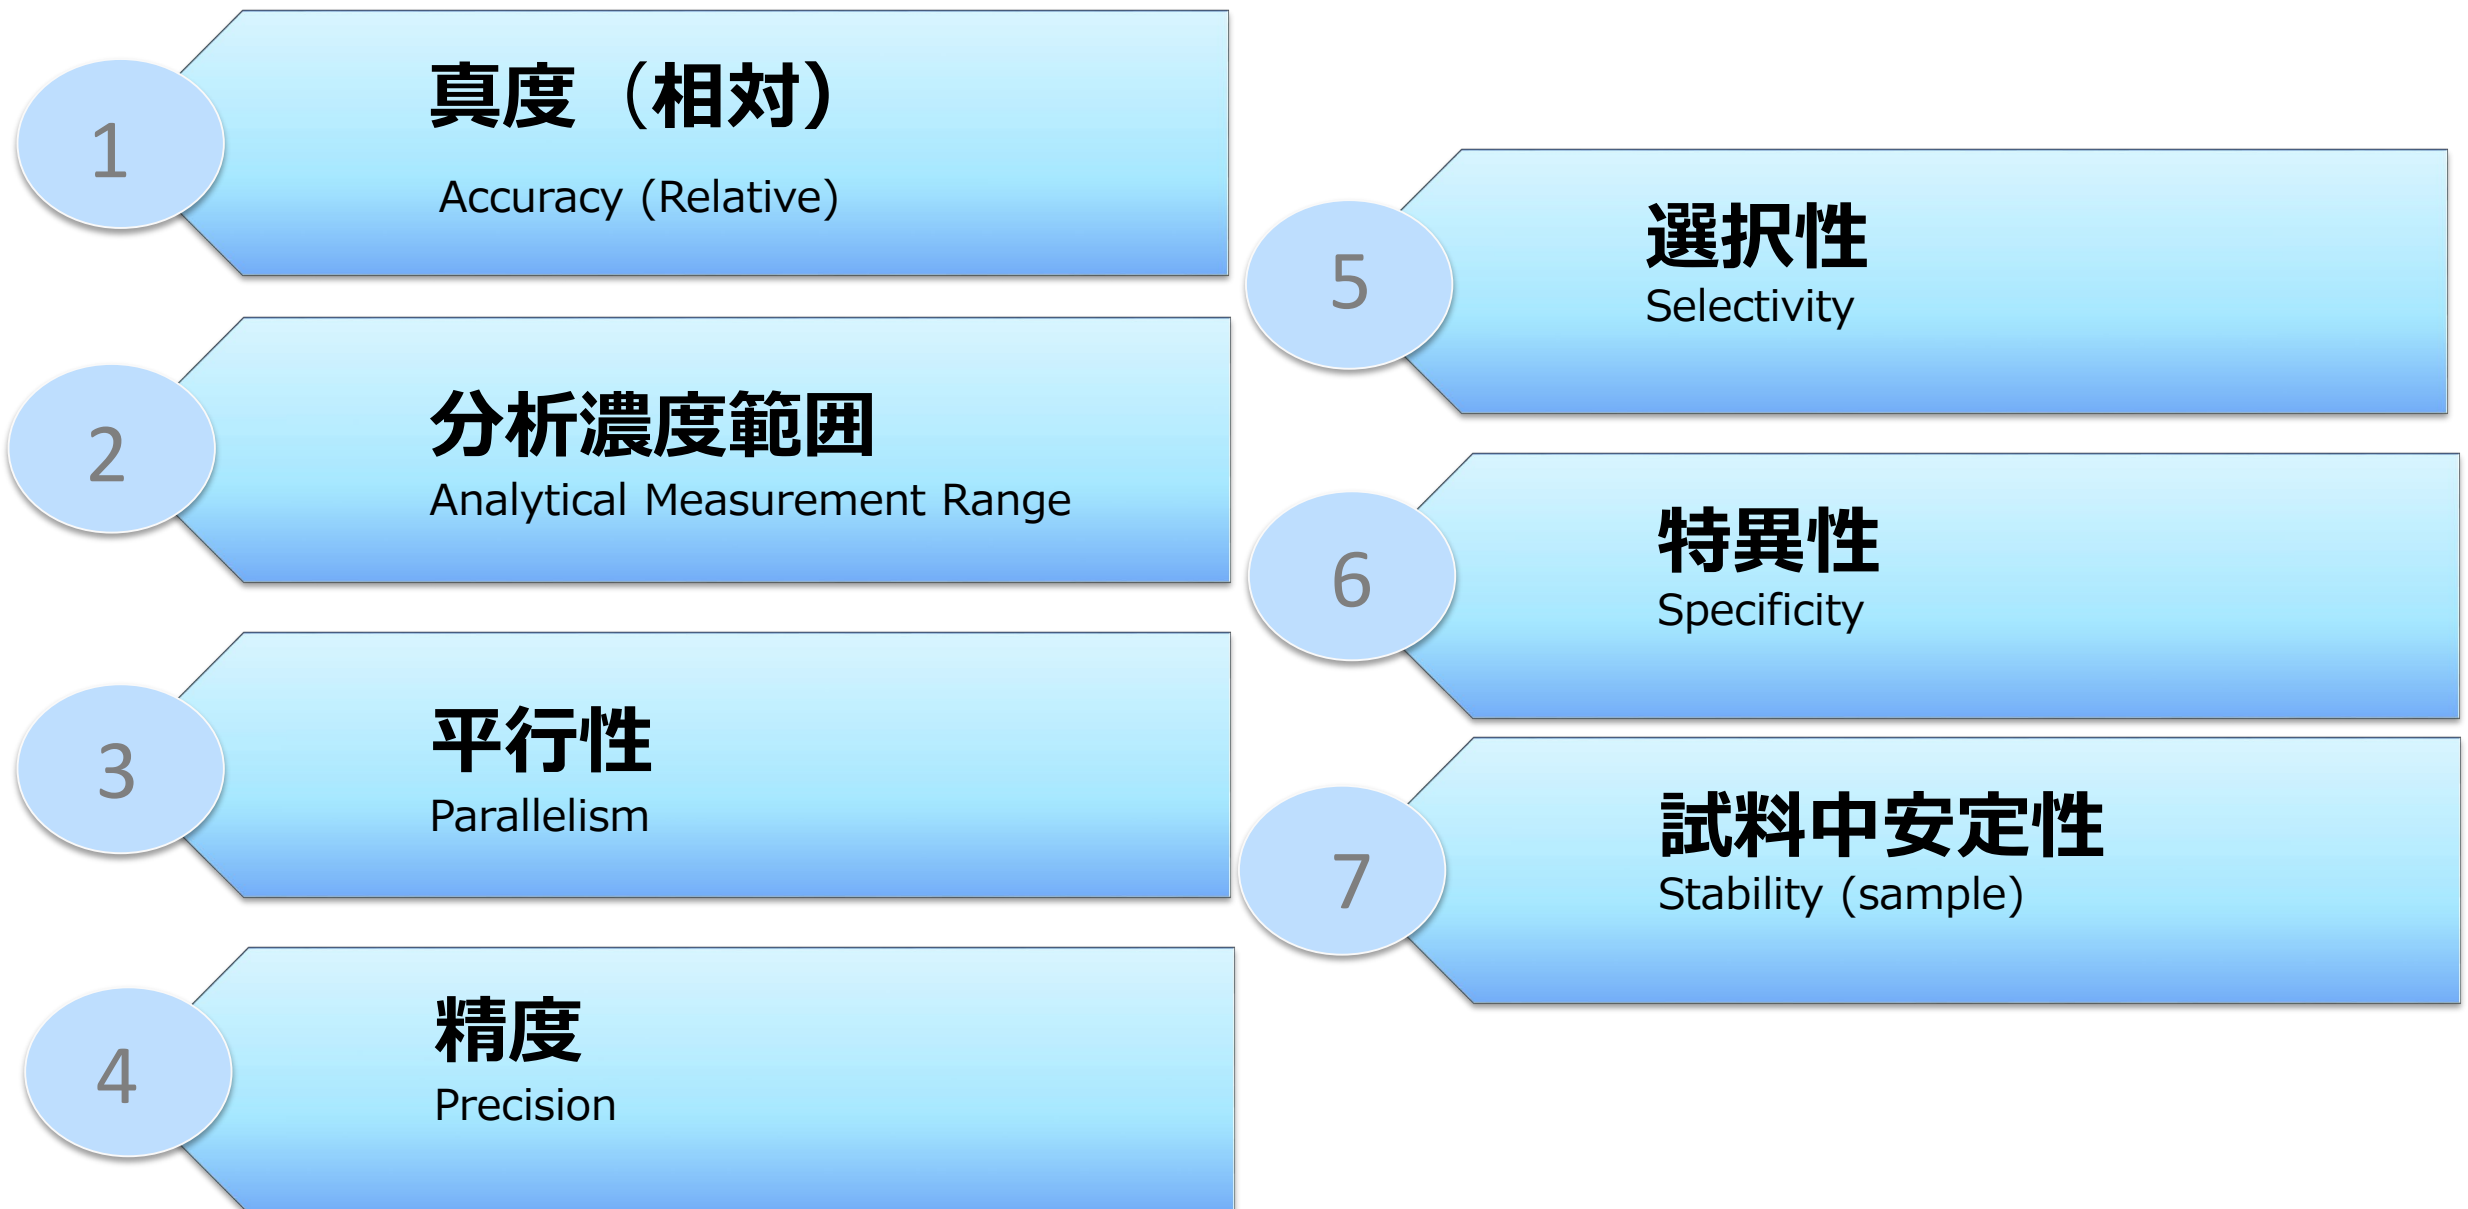 1
真度（相対）
Accuracy (Relative)
2
分析濃度範囲
Analytical Measurement Range
3
平行性
Parallelism
4
精度
Precision
5
選択性
Selectivity
6
特異性
Specificity
7
試料中安定性
Stability (sample)